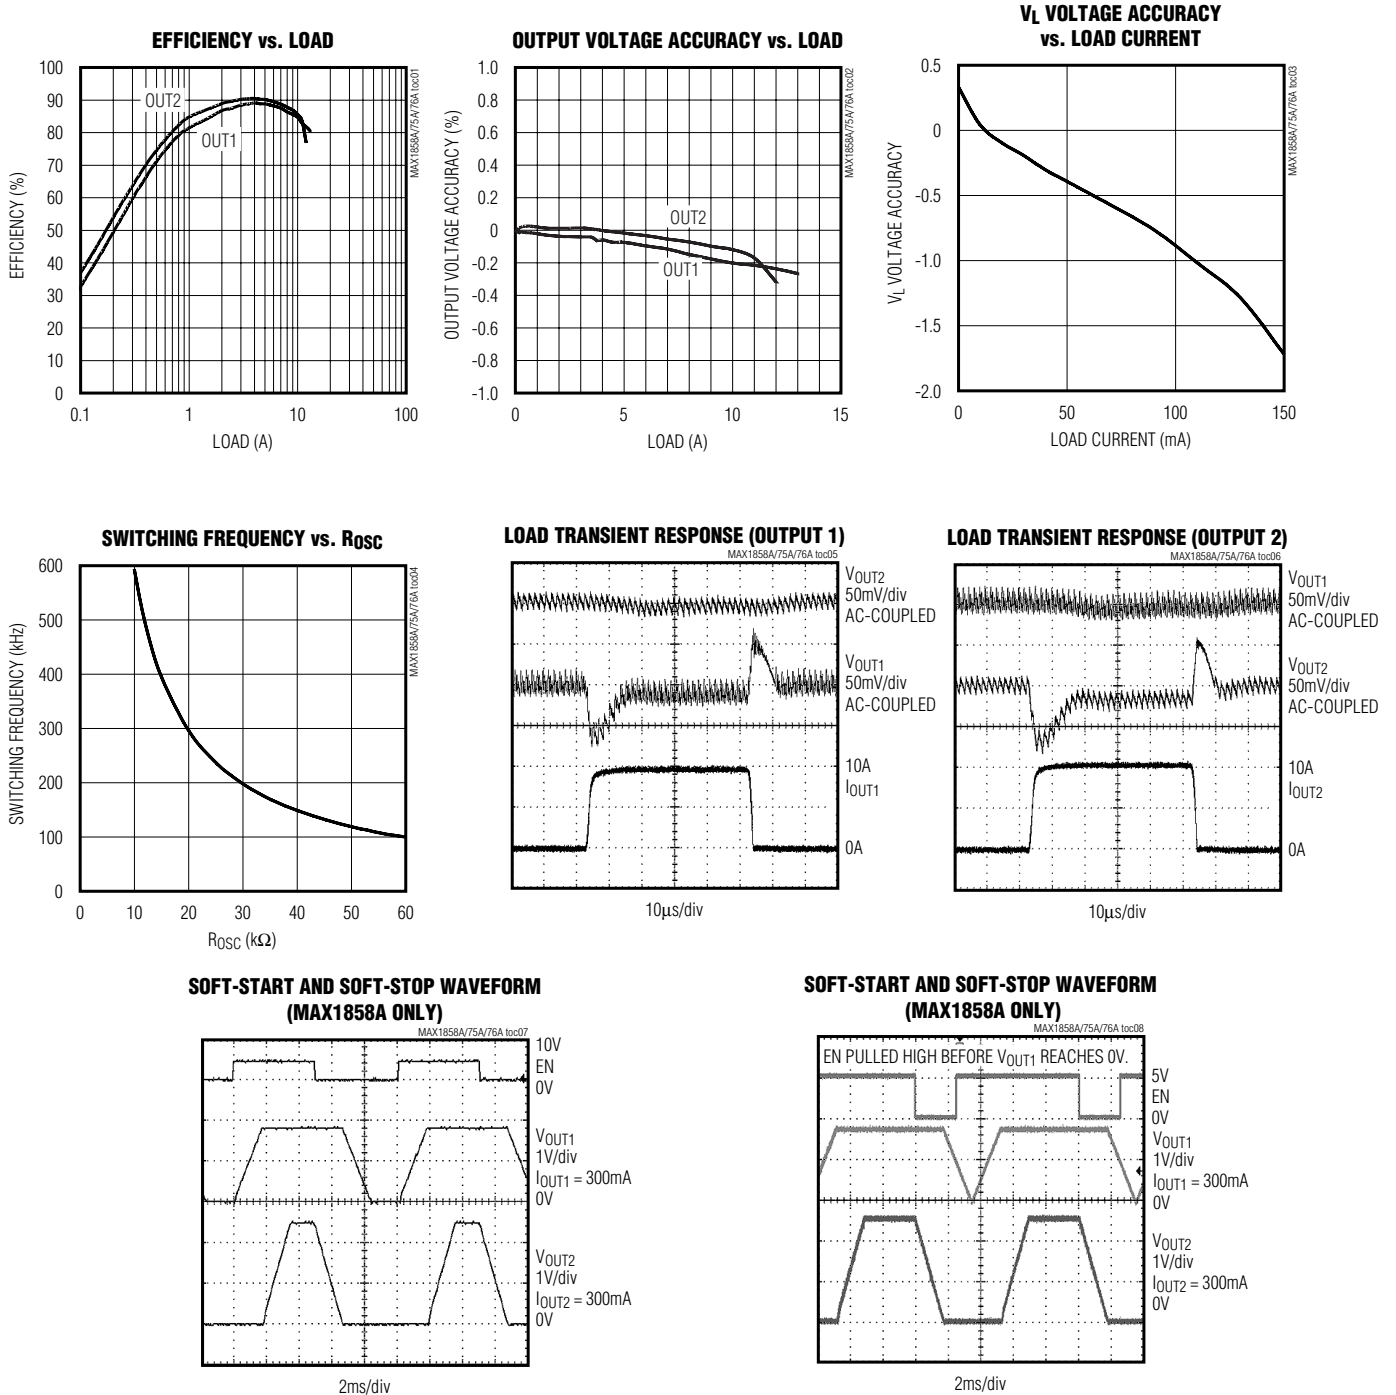 EFFICIENCY vs. LOAD
MAX1858A/75A/76A toc01
EFFICIENCY (%)
100
90
80
70
60
50
40
30
20
10
0
OUT2
OUT1
0.1 1 10 100
LOAD (A)
OUTPUT VOLTAGE ACCURACY vs. LOAD
MAX1858A/75A/76A toc02
OUTPUT VOLTAGE ACCURACY (%)
1.0
0.8
0.6
0.4
0.2
0
-0.2
-0.4
-0.6
-0.8
-1.0
OUT2
OUT1
0 5 10 15
LOAD (A)
VL VOLTAGE ACCURACY
vs. LOAD CURRENT
MAX1858A/75A/76A toc03
VL VOLTAGE ACCURACY
0.5
0
-0.5
-1.0
-1.5
-2.0
0 50 100 150
LOAD CURRENT (mA)
SWITCHING FREQUENCY vs. ROSC
MAX1858A/75A/76A toc04
SWITCHING FREQUENCY (kHz)
600
500
400
300
200
100
0
0 10 20 30 40 50 60
ROSC (kΩ)
LOAD TRANSIENT RESPONSE (OUTPUT 1)
MAX1858A/75A/76A toc05
VOUT2
50mV/div
AC-COUPLED
VOUT1
50mV/div
AC-COUPLED
10A
IOUT1
0A
10µs/div
LOAD TRANSIENT RESPONSE (OUTPUT 2)
MAX1858A/75A/76A toc06
VOUT1
50mV/div
AC-COUPLED
VOUT2
50mV/div
AC-COUPLED
10A
IOUT2
0A
10µs/div
SOFT-START AND SOFT-STOP WAVEFORM
(MAX1858A ONLY)
MAX1858A/75A/76A toc07
10V
EN
0V
VOUT1
1V/div
IOUT1 = 300mA
0V
VOUT2
1V/div
IOUT2 = 300mA
0V
2ms/div
SOFT-START AND SOFT-STOP WAVEFORM
(MAX1858A ONLY)
MAX1858A/75A/76A toc08
EN PULLED HIGH BEFORE VOUT1 REACHES 0V.
5V
EN
0V
VOUT1
1V/div
IOUT1 = 300mA
0V
VOUT2
1V/div
IOUT2 = 300mA
0V
2ms/div